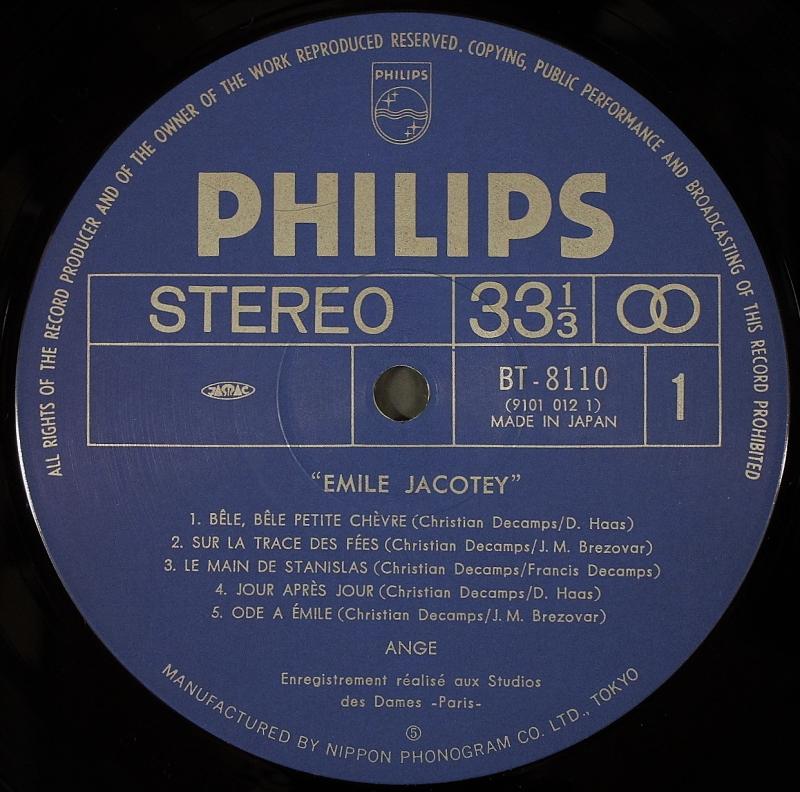 ALL RIGHTS OF THE RECORD PRODUCER AND OF THE OWNER OF THE WORK REPRODUCED RESERVED. COPYING, PUBLIC PERFORMANCE AND BROADCASTING OF THIS RECORD PROHIBITED
PHILIPS
PHILIPS
STEREO 33 1/3
JASRAC
BT-8110
(9101 012 1)
MADE IN JAPAN
1
“EMILE JACOTEY”
1. BÊLE, BÊLE PETITE CHÈVRE (Christian Decamps/D. Haas)
2. SUR LA TRACE DES FÉES (Christian Decamps/J. M. Brezovar)
3. LE MAIN DE STANISLAS (Christian Decamps/Francis Decamps)
4. JOUR APRÈS JOUR (Christian Decamps/D. Haas)
5. ODE A ÉMILE (Christian Decamps/J. M. Brezovar)
ANGE
Enregistrement réalisé aux Studios
des Dames -Paris-
⑤
MANUFACTURED BY NIPPON PHONOGRAM CO. LTD., TOKYO